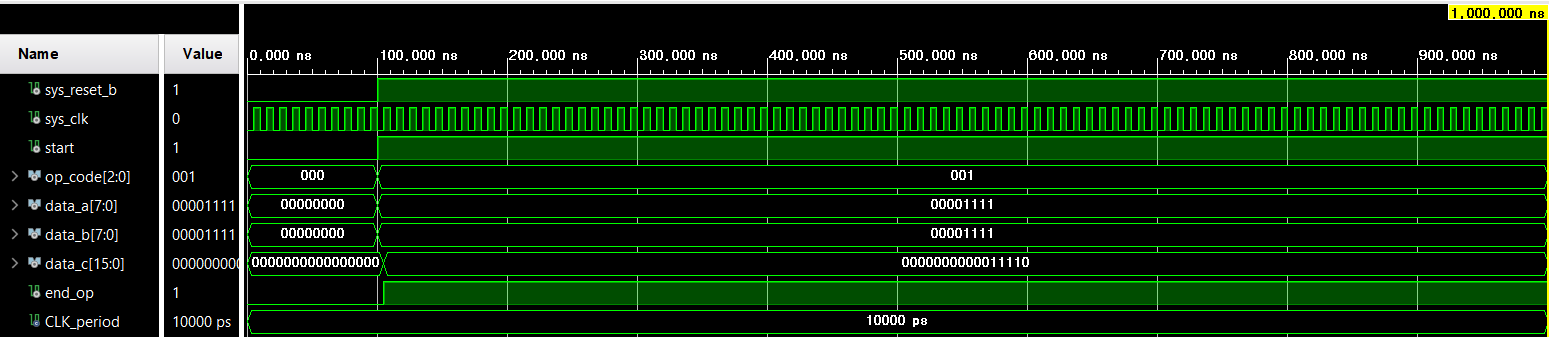 1,000.000 ns
Name Value 0.000 ns 100.000 ns 200.000 ns 300.000 ns 400.000 ns 500.000 ns 600.000 ns 700.000 ns 800.000 ns 900.000 ns
sys_reset_b 1
sys_clk 0
start 1
op_code[2:0] 001 000 001
data_a[7:0] 00001111 00000000 00001111
data_b[7:0] 00001111 00000000 00001111
data_c[15:0] 000000000 0000000000000000 0000000000011110
end_op 1
CLK_period 10000 ps 10000 ps